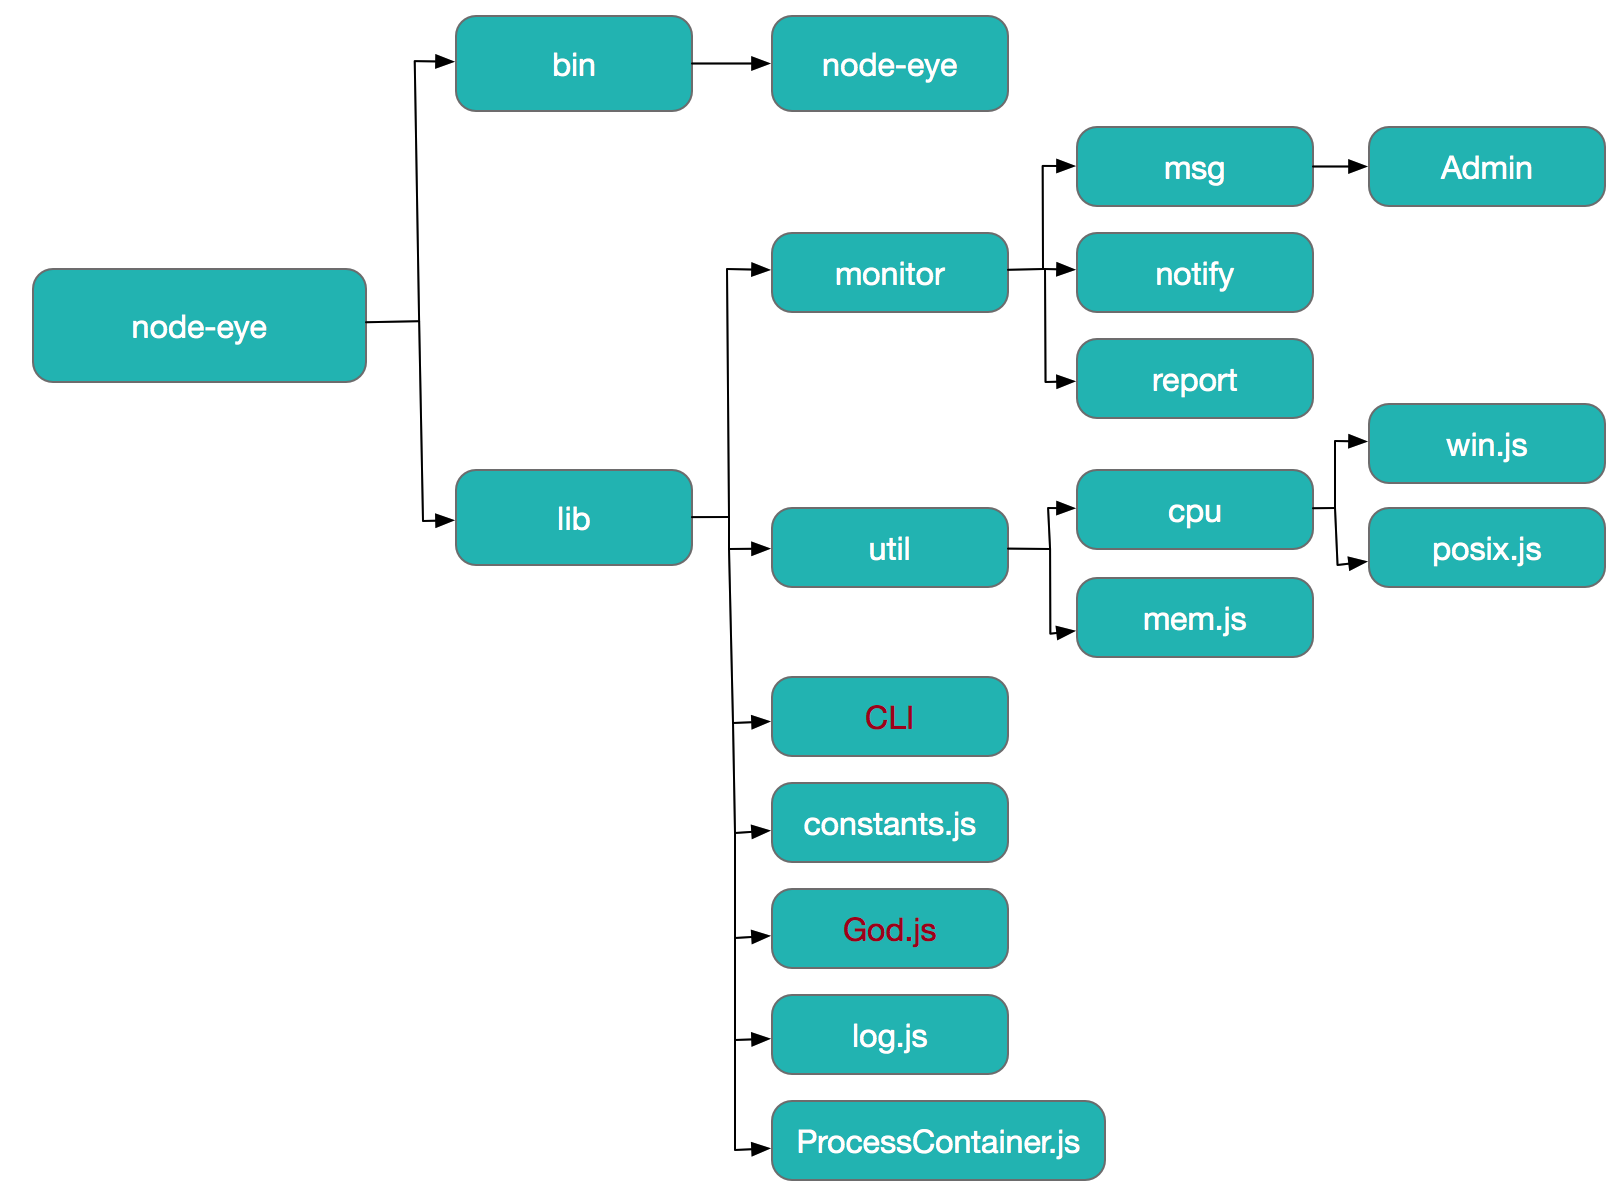 bin
node-eye
msg
Admin
monitor
notify
node-eye
report
win.js
lib
util
cpu
posix.js
mem.js
CLI
constants.js
God.js
log.js
ProcessContainer.js